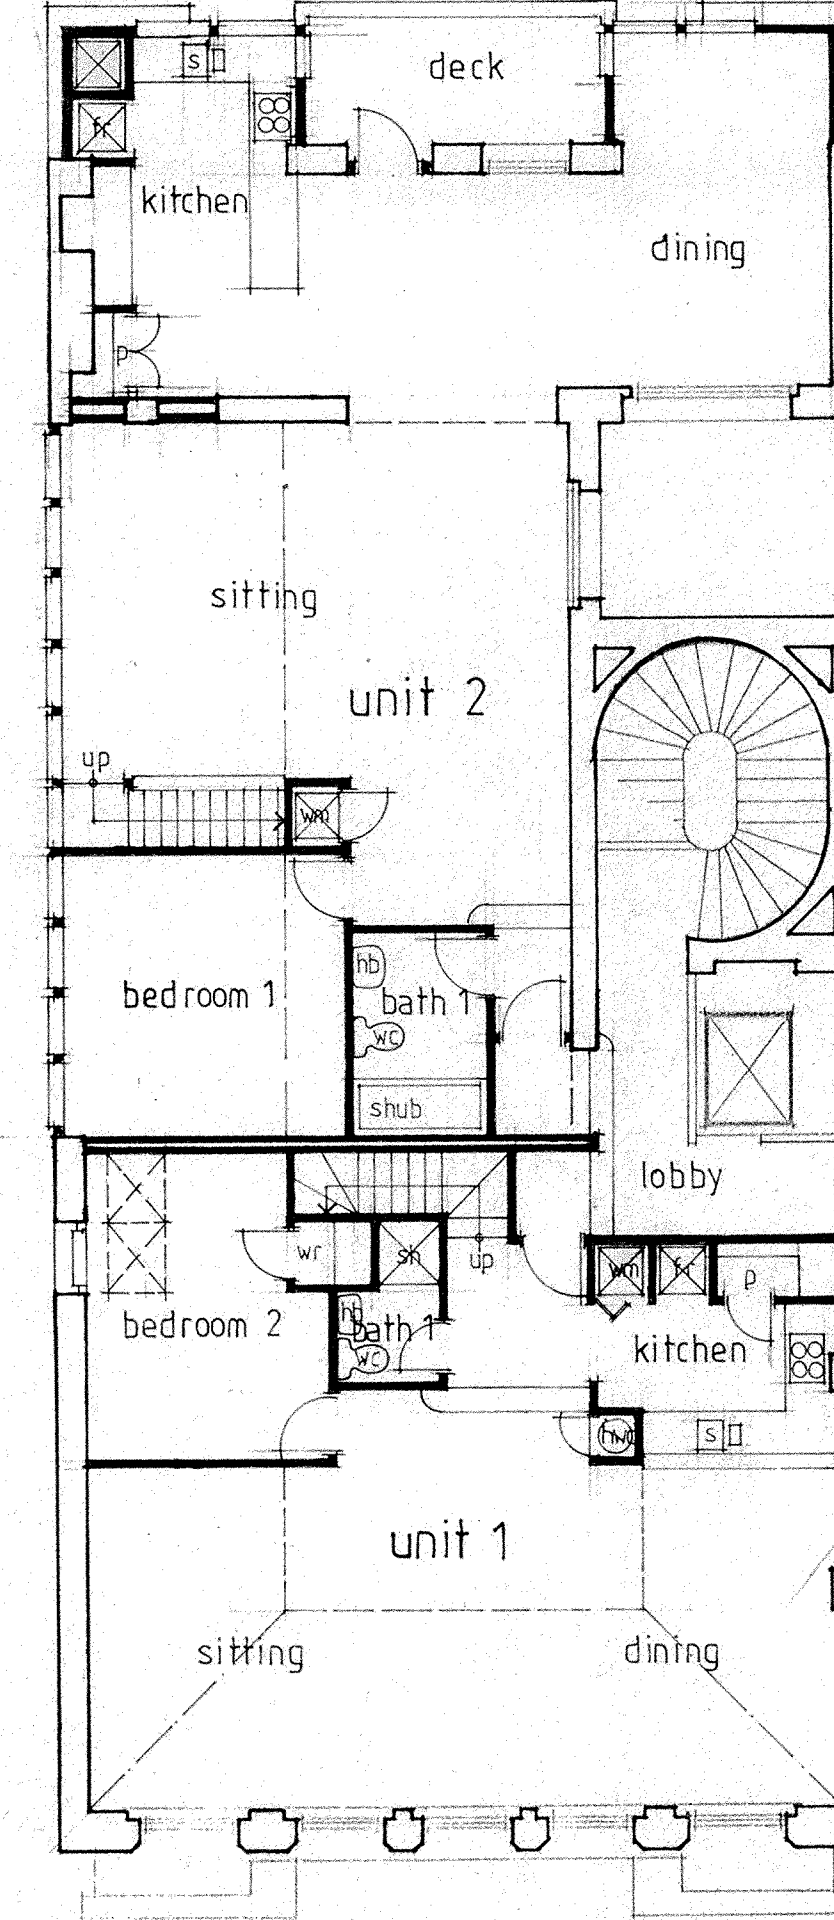 s
deck
fr
kitchen
dining
p
sitting
unit 2
up
wm
hb
bedroom 1
bath 1
wc
shub
lobby
wr
sh
up
wm
fr
p
hb
bedroom 2
bath 1
kitchen
wc
s
unit 1
sitting
dining